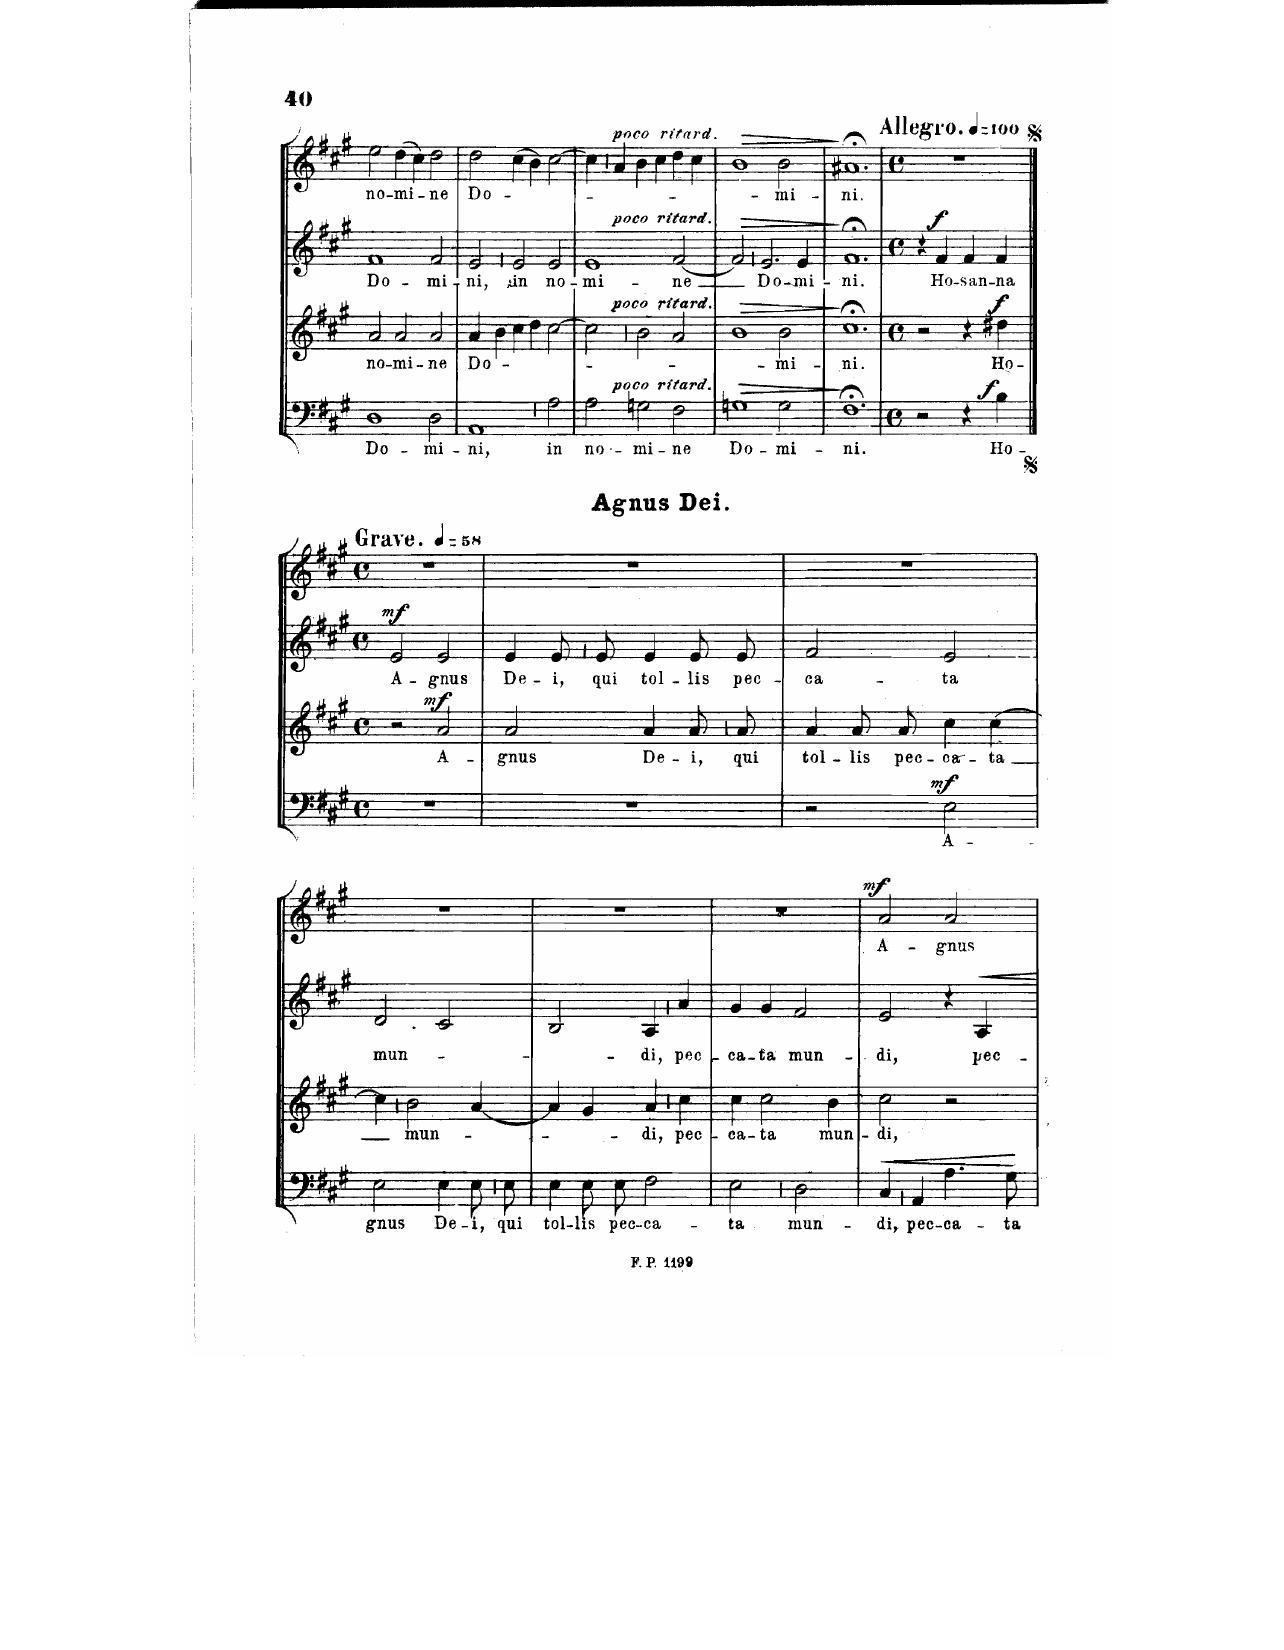 40
Allegro. ♩=100
poco ritard.
no-mi-ne Do - - - - - mi - ni.
poco ritard.
f
Do - mi - ni, in no - mi - ne Do-mi - ni. Ho-san-na
poco ritard.
f
no-mi-ne Do - - - - mi - ni. Ho-
poco ritard.
f
Do - mi - ni, in no - mi - ne Do - mi - ni. Ho-
Agnus Dei.
Grave. ♩=58
mf
A - gnus De - i, qui tol - lis pec - ca - ta
mf
A - gnus De - i, qui tol - lis pec - ca - ta
mf
A -
mf
A - gnus
mun - - - di, pec - ca - ta mun - di, pec -
mun - - - di, pec - ca - ta mun - di,
gnus De - i, qui tol-lis pec-ca - ta mun - di, pec-ca - ta
F. P. 1199